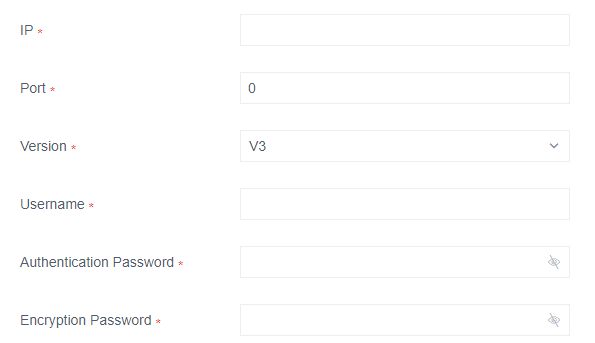 IP *
Port * 0
Version * V3
Username *
Authentication Password *
Encryption Password *